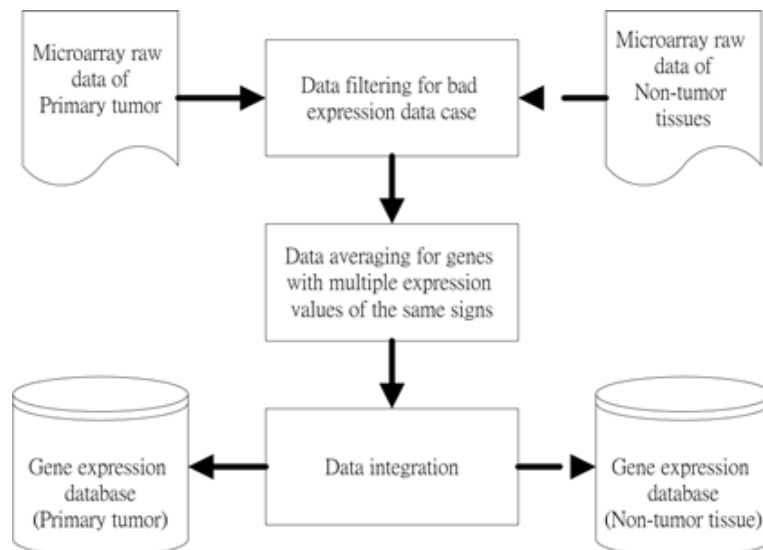 Microarray raw
data of
Primary tumor
Data filtering for bad
expression data case
Microarray raw
data of
Non-tumor
tissues
Data averaging for genes
with multiple expression
values of the same signs
Gene expression
database
(Primary tumor)
Data integration
Gene expression
database
(Non-tumor tissue)